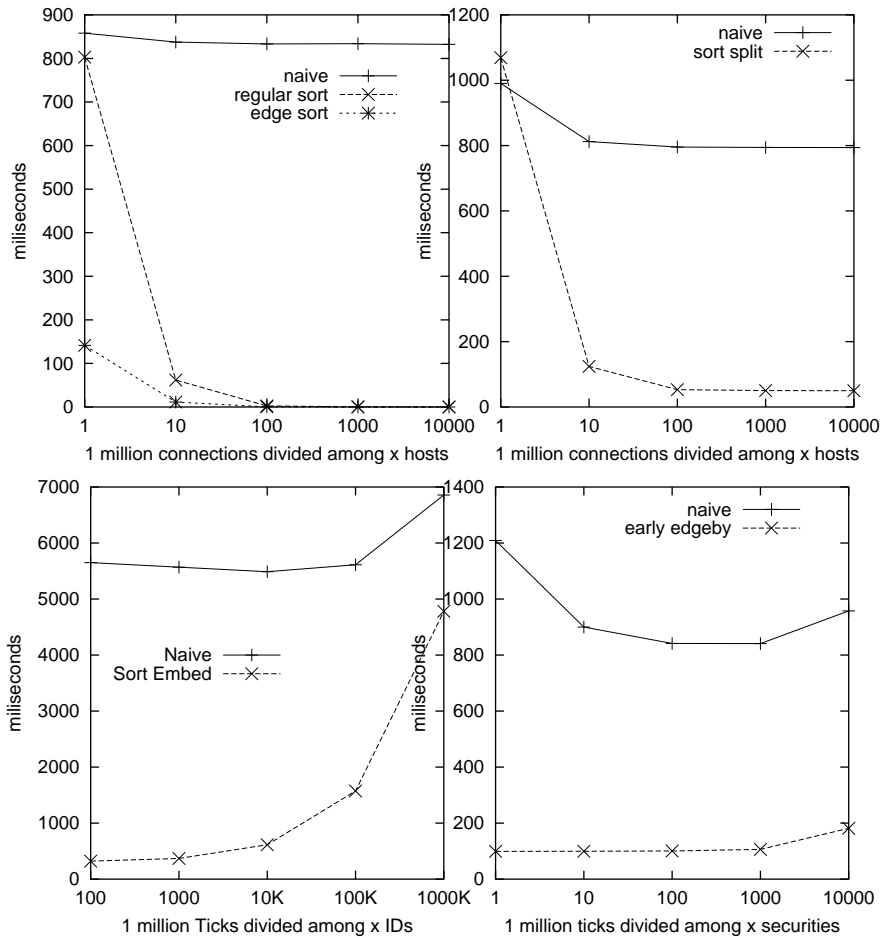 900
800
700
600
500
400
300
200
100
0
miliseconds
naive
regular sort
edge sort
1 10 100 1000 10000
1 million connections divided among x hosts
1200
1000
800
600
400
200
0
miliseconds
naive
sort split
1 10 100 1000 10000
1 million connections divided among x hosts
7000
6000
5000
4000
3000
2000
1000
0
miliseconds
Naive
Sort Embed
100 1000 10K 100K 1000K
1 million Ticks divided among x IDs
1400
1200
1000
800
600
400
200
0
miliseconds
naive
early edgeby
1 10 100 1000 10000
1 million ticks divided among x securities